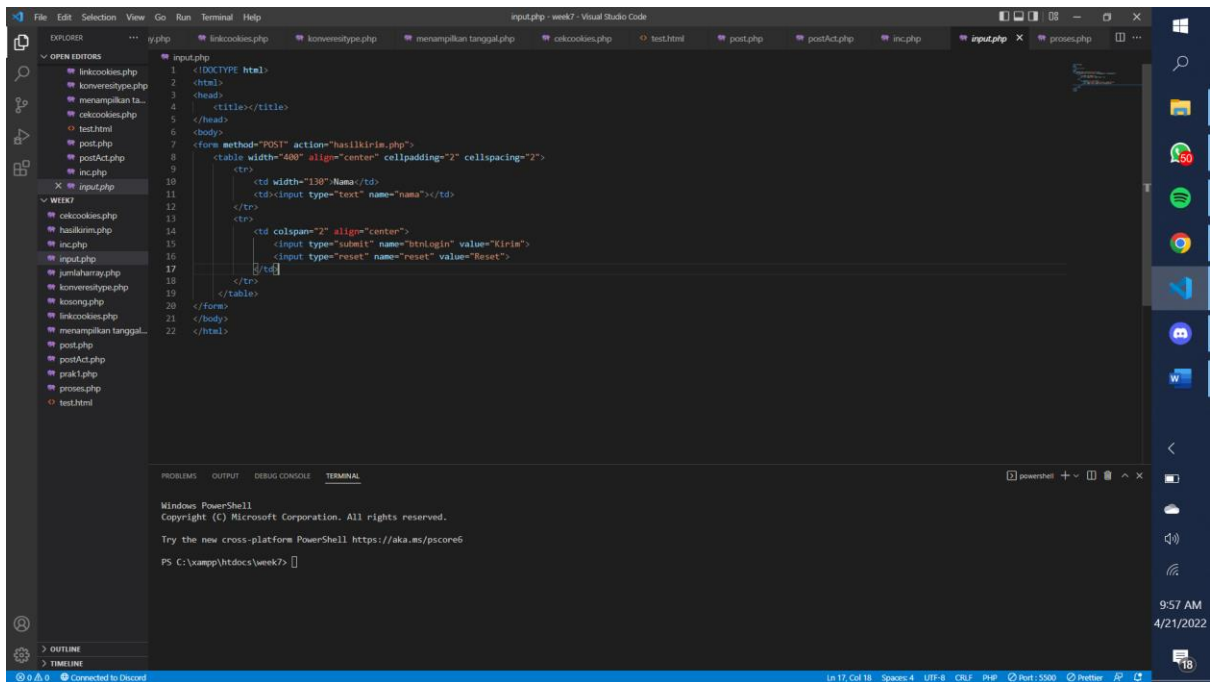 File Edit Selection View Go Run Terminal Help
input.php - week7 - Visual Studio Code
EXPLORER
y.php linkcookies.php konveresitype.php menampilkan tanggal.php cekcookies.php test.html post.php postAct.php inc.php input.php proses.php
OPEN EDITORS
linkcookies.php
konveresitype.php
menampilkan ta...
cekcookies.php
test.html
post.php
postAct.php
inc.php
input.php
WEEK7
cekcookies.php
hasilkirim.php
inc.php
input.php
jumlaharray.php
konveresitype.php
kosong.php
linkcookies.php
menampilkan tanggal...
post.php
postAct.php
prak1.php
proses.php
test.html
OUTLINE
TIMELINE
input.php
1 <!DOCTYPE html>
2 <html>
3 <head>
4 <title></title>
5 </head>
6 <body>
7 <form method="POST" action="hasilkirim.php">
8 <table width="400" align="center" cellpadding="2" cellspacing="2">
9 <tr>
10 <td width="130">Nama</td>
11 <td><input type="text" name="nama"></td>
12 </tr>
13 <tr>
14 <td colspan="2" align="center">
15 <input type="submit" name="btnLogin" value="Kirim">
16 <input type="reset" name="reset" value="Reset">
17 </td>
18 </tr>
19 </table>
20 </form>
21 </body>
22 </html>
PROBLEMS OUTPUT DEBUG CONSOLE TERMINAL
powershell
Windows PowerShell
Copyright (C) Microsoft Corporation. All rights reserved.
Try the new cross-platform PowerShell https://aka.ms/pscore6
PS C:\xampp\htdocs\week7>
0 0 Connected to Discord
Ln 17, Col 18 Spaces: 4 UTF-8 CRLF PHP Port : 5500 Prettier
50
W
9:57 AM
4/21/2022
18